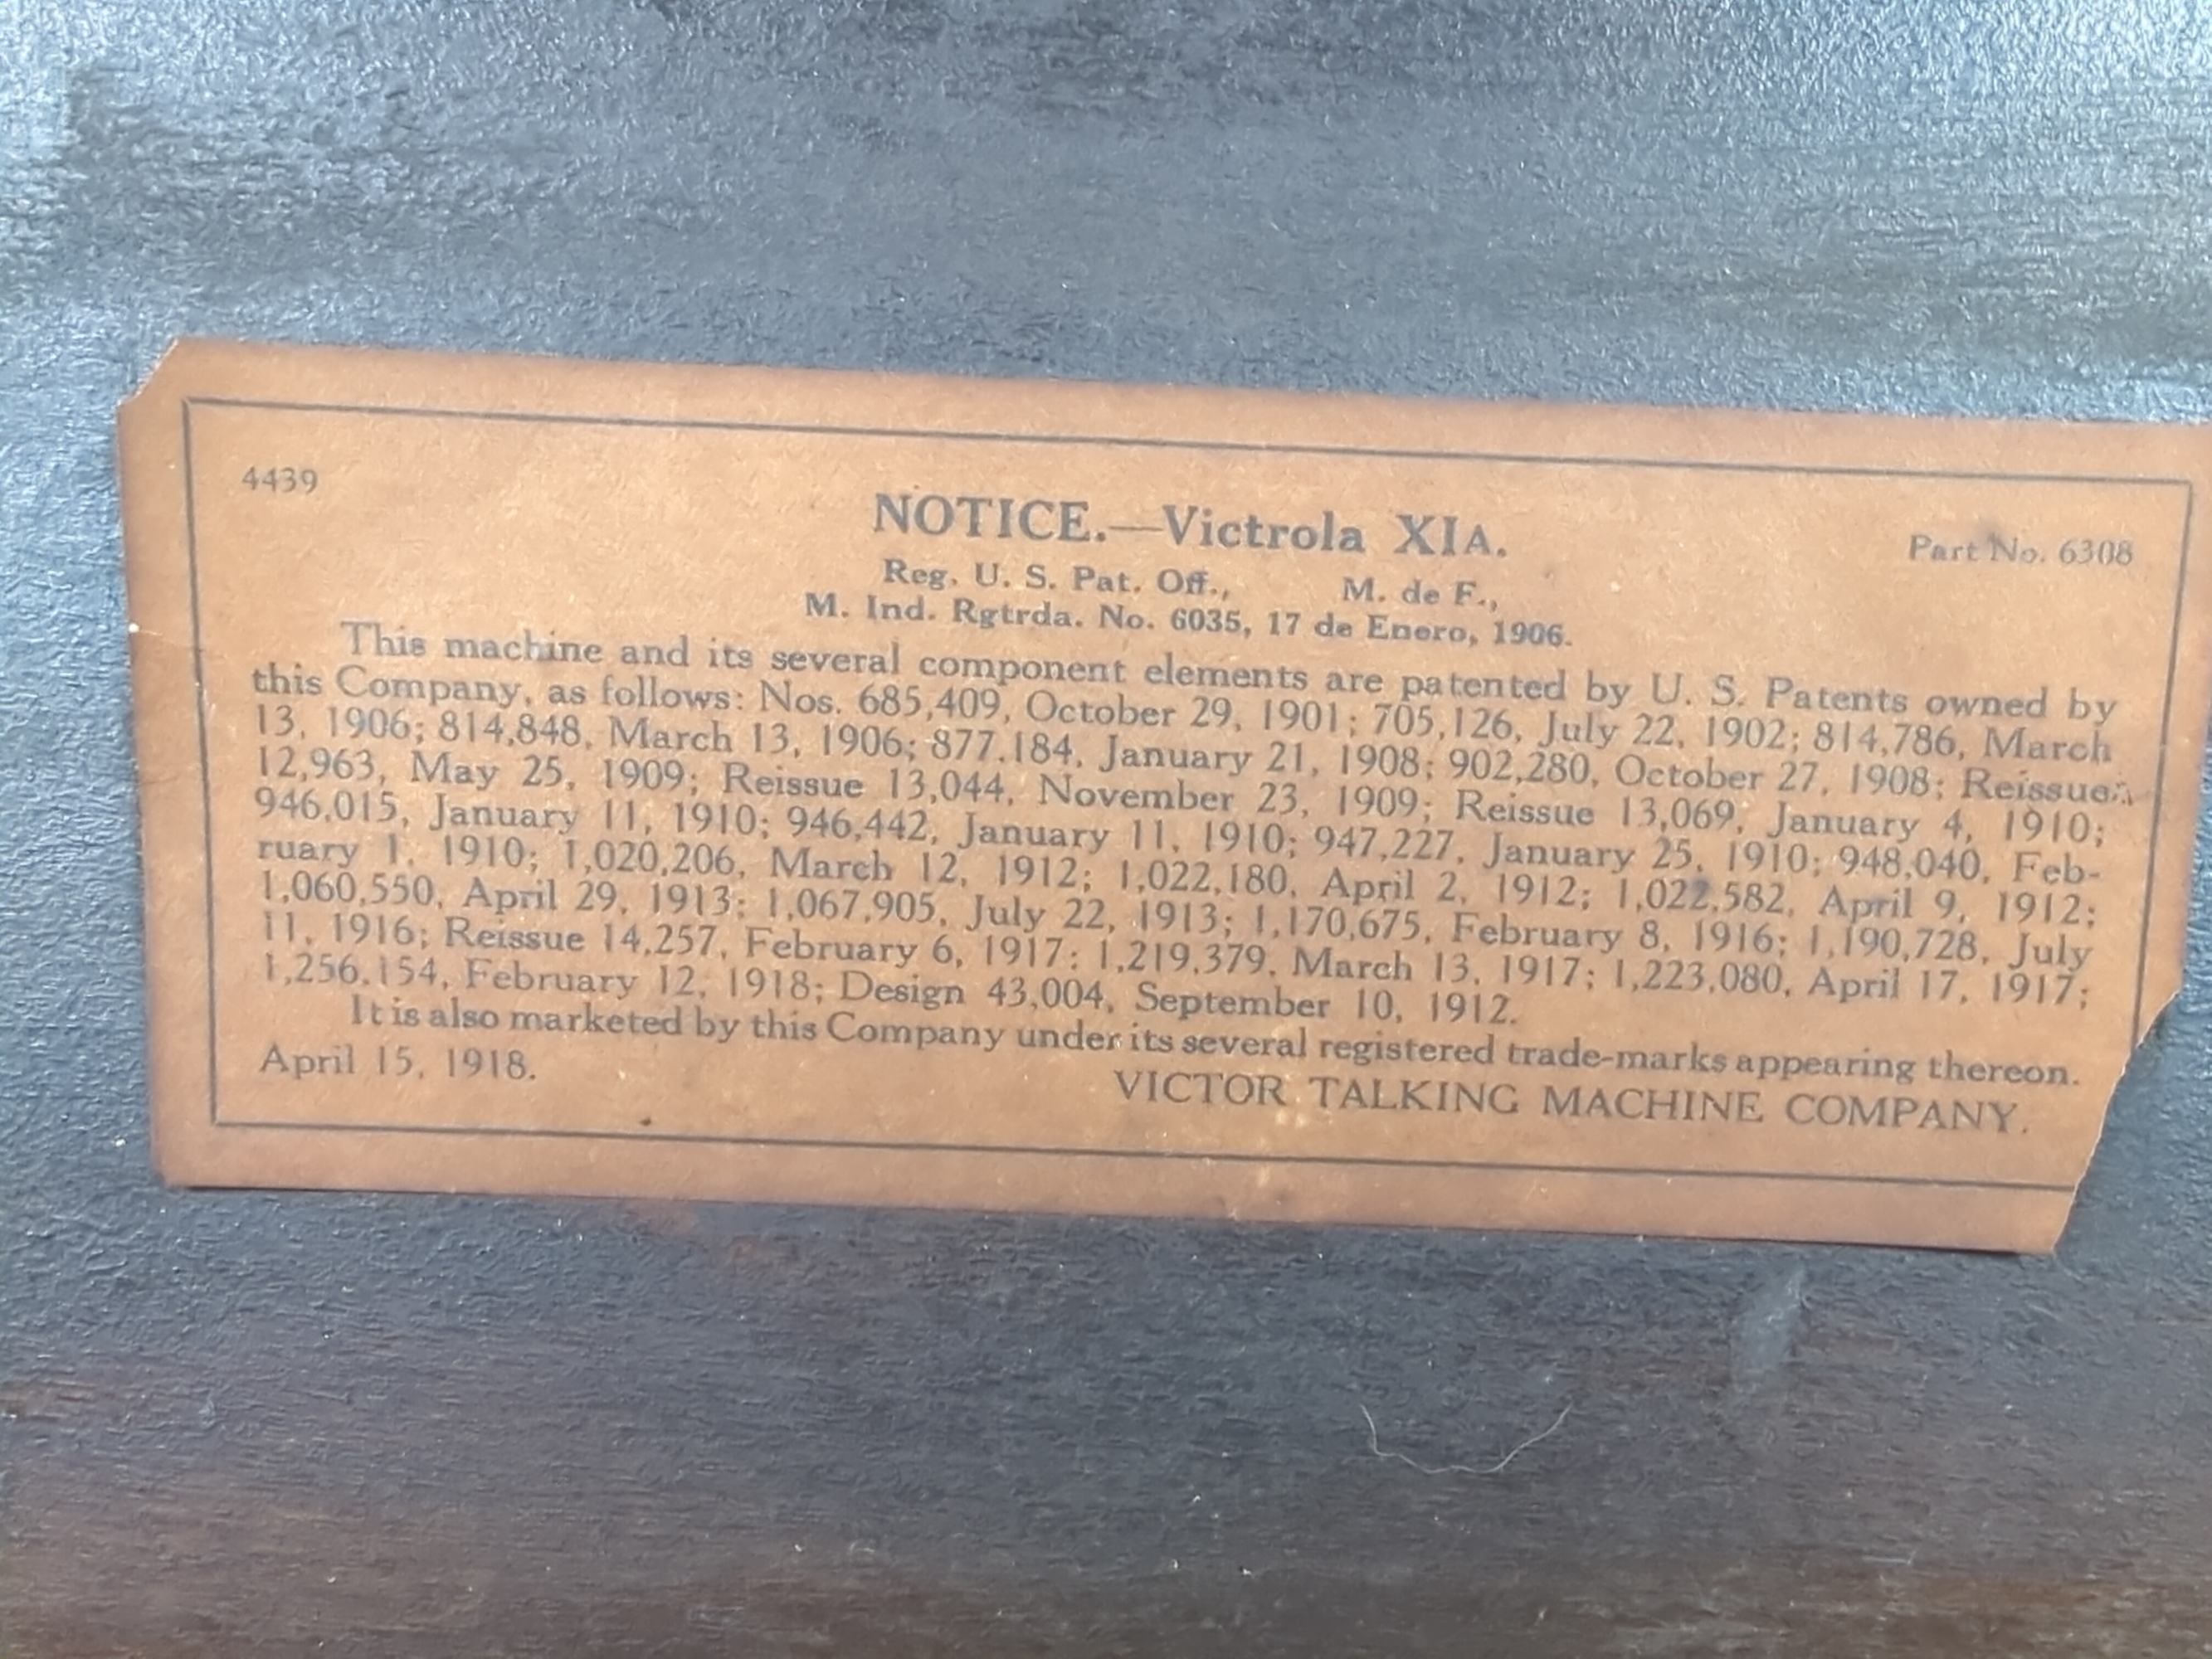 4439
NOTICE.—Victrola XIA.
Part No. 6308
Reg. U. S. Pat. Off., M. de F.,
M. Ind. Rgtrda. No. 6035, 17 de Enero, 1906.
This machine and its several component elements are patented by U. S. Patents owned by
this Company, as follows: Nos. 685,409, October 29, 1901; 705,126, July 22, 1902; 814,786, March
13, 1906; 814,848, March 13, 1906; 877,184, January 21, 1908; 902,280, October 27, 1908; Reissue
12,963, May 25, 1909; Reissue 13,044, November 23, 1909; Reissue 13,069, January 4, 1910;
946,015, January 11, 1910; 946,442, January 11, 1910; 947,227, January 25, 1910; 948,040, Feb-
ruary 1, 1910; 1,020,206, March 12, 1912; 1,022,180, April 2, 1912; 1,022,582, April 9, 1912;
1,060,550, April 29, 1913; 1,067,905, July 22, 1913; 1,170,675, February 8, 1916; 1,190,728, July
11, 1916; Reissue 14,257, February 6, 1917; 1,219,379, March 13, 1917; 1,223,080, April 17, 1917;
1,256,154, February 12, 1918; Design 43,004, September 10, 1912.
It is also marketed by this Company under its several registered trade-marks appearing thereon.
April 15, 1918.
VICTOR TALKING MACHINE COMPANY.